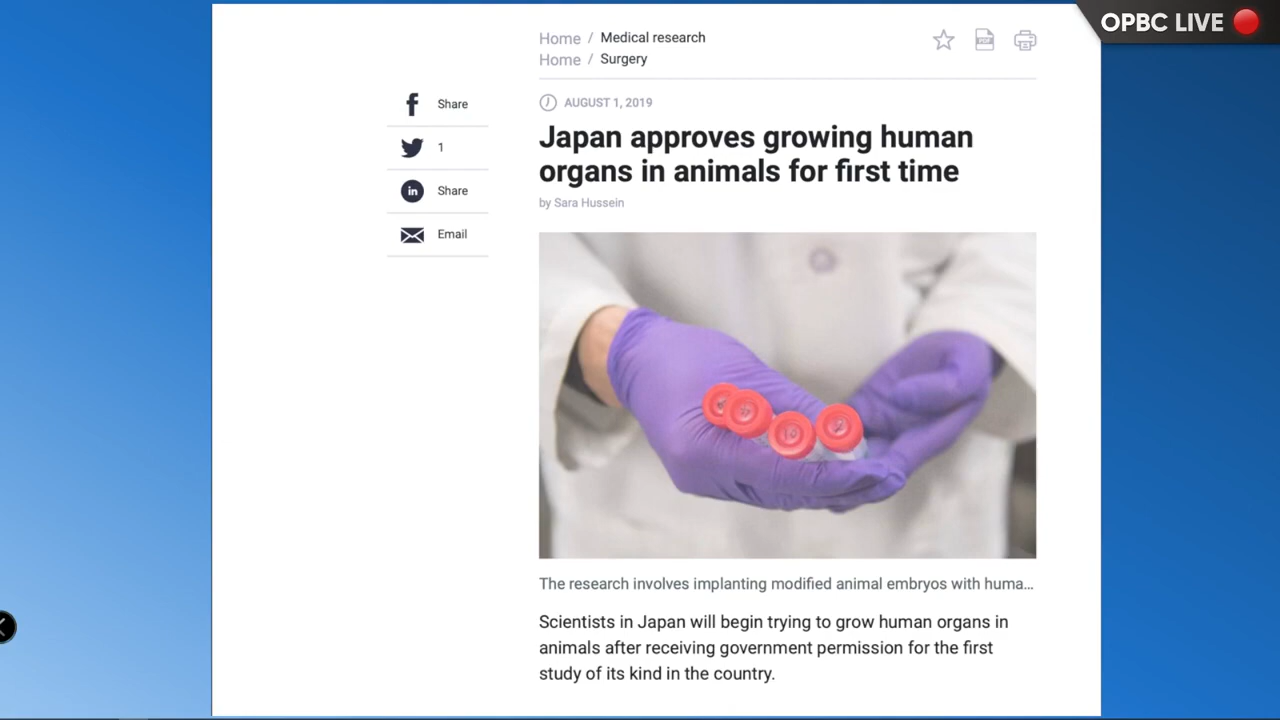 OPBC LIVE
Home / Medical research
Home / Surgery
Share
1
Share
Email
AUGUST 1, 2019
Japan approves growing human
organs in animals for first time
by Sara Hussein
The research involves implanting modified animal embryos with huma...
Scientists in Japan will begin trying to grow human organs in
animals after receiving government permission for the first
study of its kind in the country.